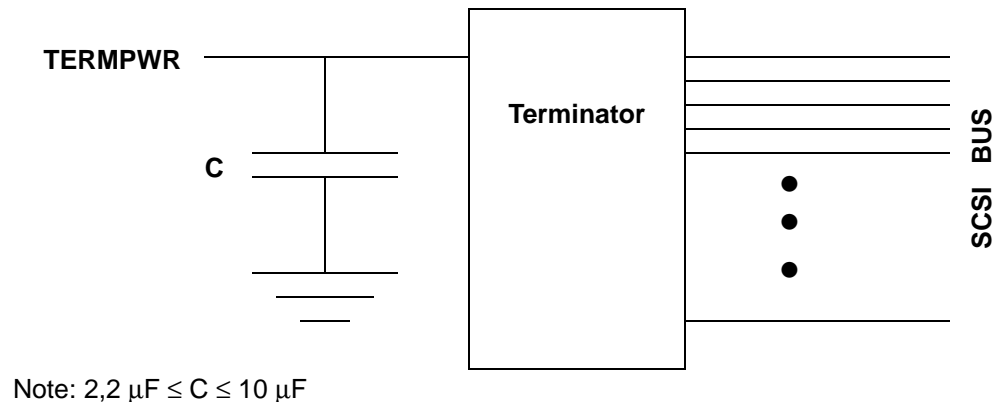 TERMPWR
Terminator
C
SCSI BUS
Note: 2,2 μF ≤ C ≤ 10 μF